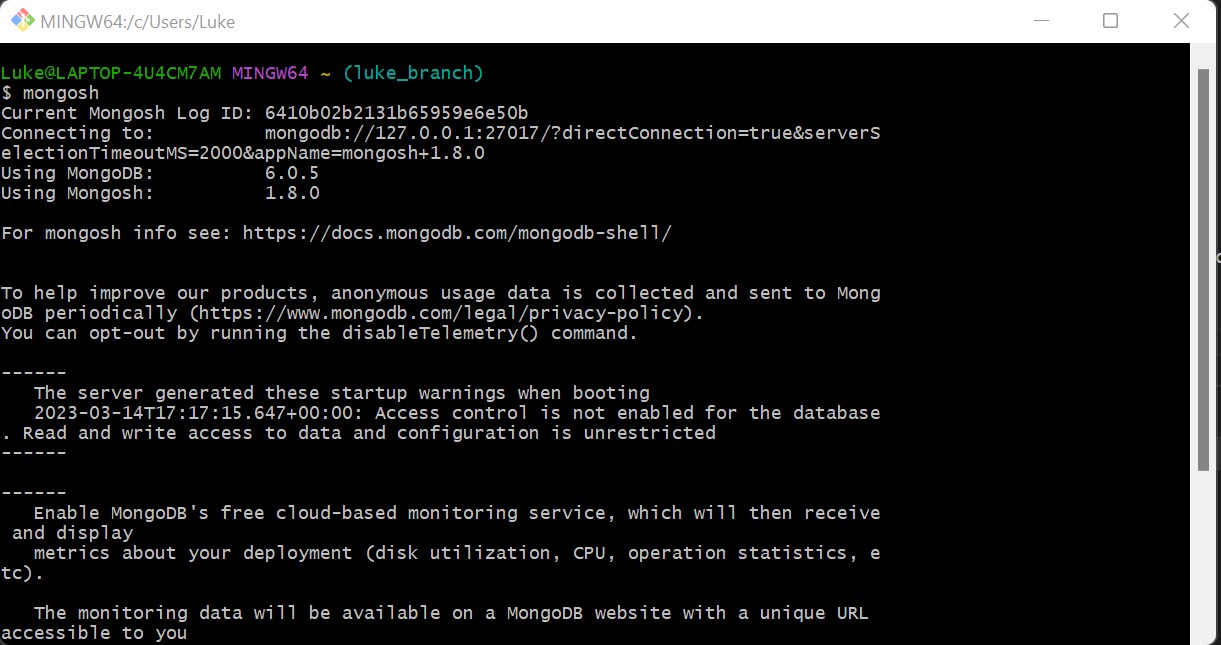 MINGW64:/c/Users/Luke
Luke@LAPTOP-4U4CM7AM MINGW64 ~ (luke_branch)
$ mongosh
Current Mongosh Log ID: 6410b02b2131b65959e6e50b
Connecting to:          mongodb://127.0.0.1:27017/?directConnection=true&serverS
electionTimeoutMS=2000&appName=mongosh+1.8.0
Using MongoDB:          6.0.5
Using Mongosh:          1.8.0
For mongosh info see: https://docs.mongodb.com/mongodb-shell/
To help improve our products, anonymous usage data is collected and sent to Mong
oDB periodically (https://www.mongodb.com/legal/privacy-policy).
You can opt-out by running the disableTelemetry() command.
------
   The server generated these startup warnings when booting
   2023-03-14T17:17:15.647+00:00: Access control is not enabled for the database
. Read and write access to data and configuration is unrestricted
------
------
   Enable MongoDB's free cloud-based monitoring service, which will then receive
 and display
   metrics about your deployment (disk utilization, CPU, operation statistics, e
tc).
   The monitoring data will be available on a MongoDB website with a unique URL
accessible to you